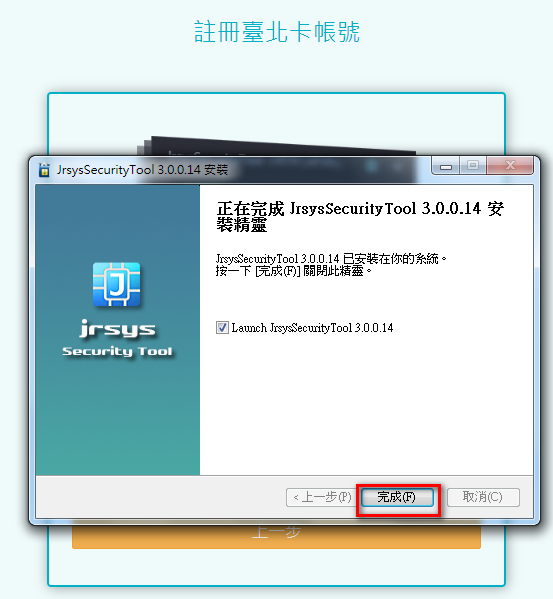 註冊臺北卡帳號
JrsysSecurityTool 3.0.0.14 安裝
正在完成 JrsysSecurityTool 3.0.0.14 安
裝精靈
JrsysSecurityTool 3.0.0.14 已安裝在你的系統。
按一下 [完成(F)] 關閉此精靈。
Launch JrsysSecurityTool 3.0.0.14
J
jrsys
Security Tool
< 上一步(P)
完成(F)
取消(C)
上一步